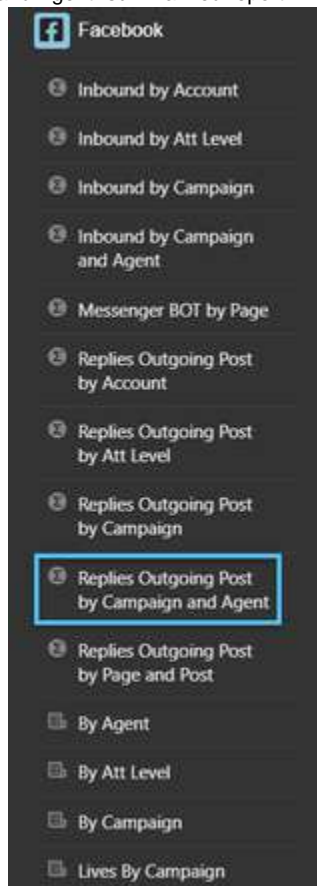 Facebook
Inbound by Account
Inbound by Att Level
Inbound by Campaign
Inbound by Campaign
and Agent
Messenger BOT by Page
Replies Outgoing Post
by Account
Replies Outgoing Post
by Att Level
Replies Outgoing Post
by Campaign
Replies Outgoing Post
by Campaign and Agent
Replies Outgoing Post
by Page and Post
By Agent
By Att Level
By Campaign
Lives By Campaign